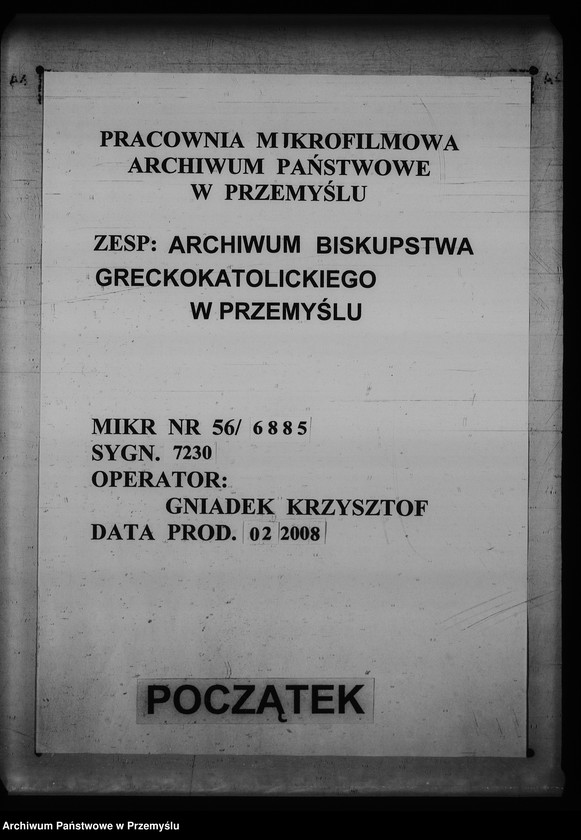 PRACOWNIA MIKROFILMOWA
ARCHIWUM PAŃSTWOWE
W PRZEMYŚLU
ZESP: ARCHIWUM BISKUPSTWA
GRECKOKATOLICKIEGO
W PRZEMYŚLU
MIKR NR 56/ 6885
SYGN. 7230
OPERATOR:
GNIADEK KRZYSZTOF
DATA PROD. 02 2008
POCZĄTEK
Archiwum Państwowe w Przemyślu